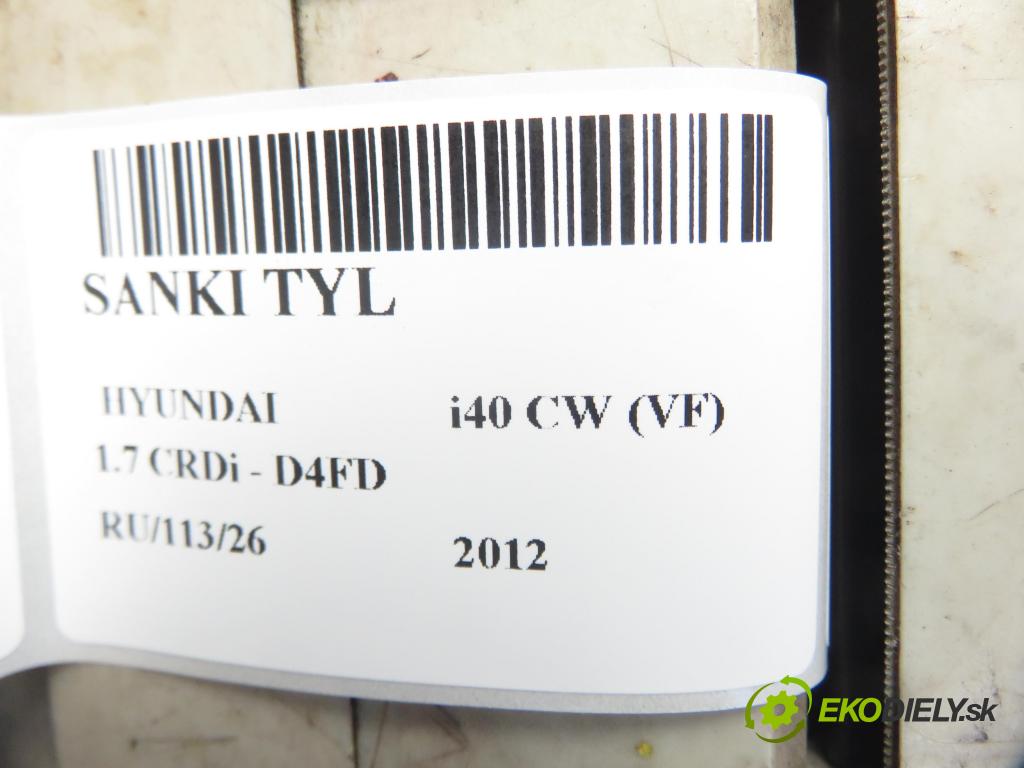 SANKI TYL
HYUNDAI i40 CW (VF)
1.7 CRDi - D4FD
RU/113/26 2012
EKODIELY.sk